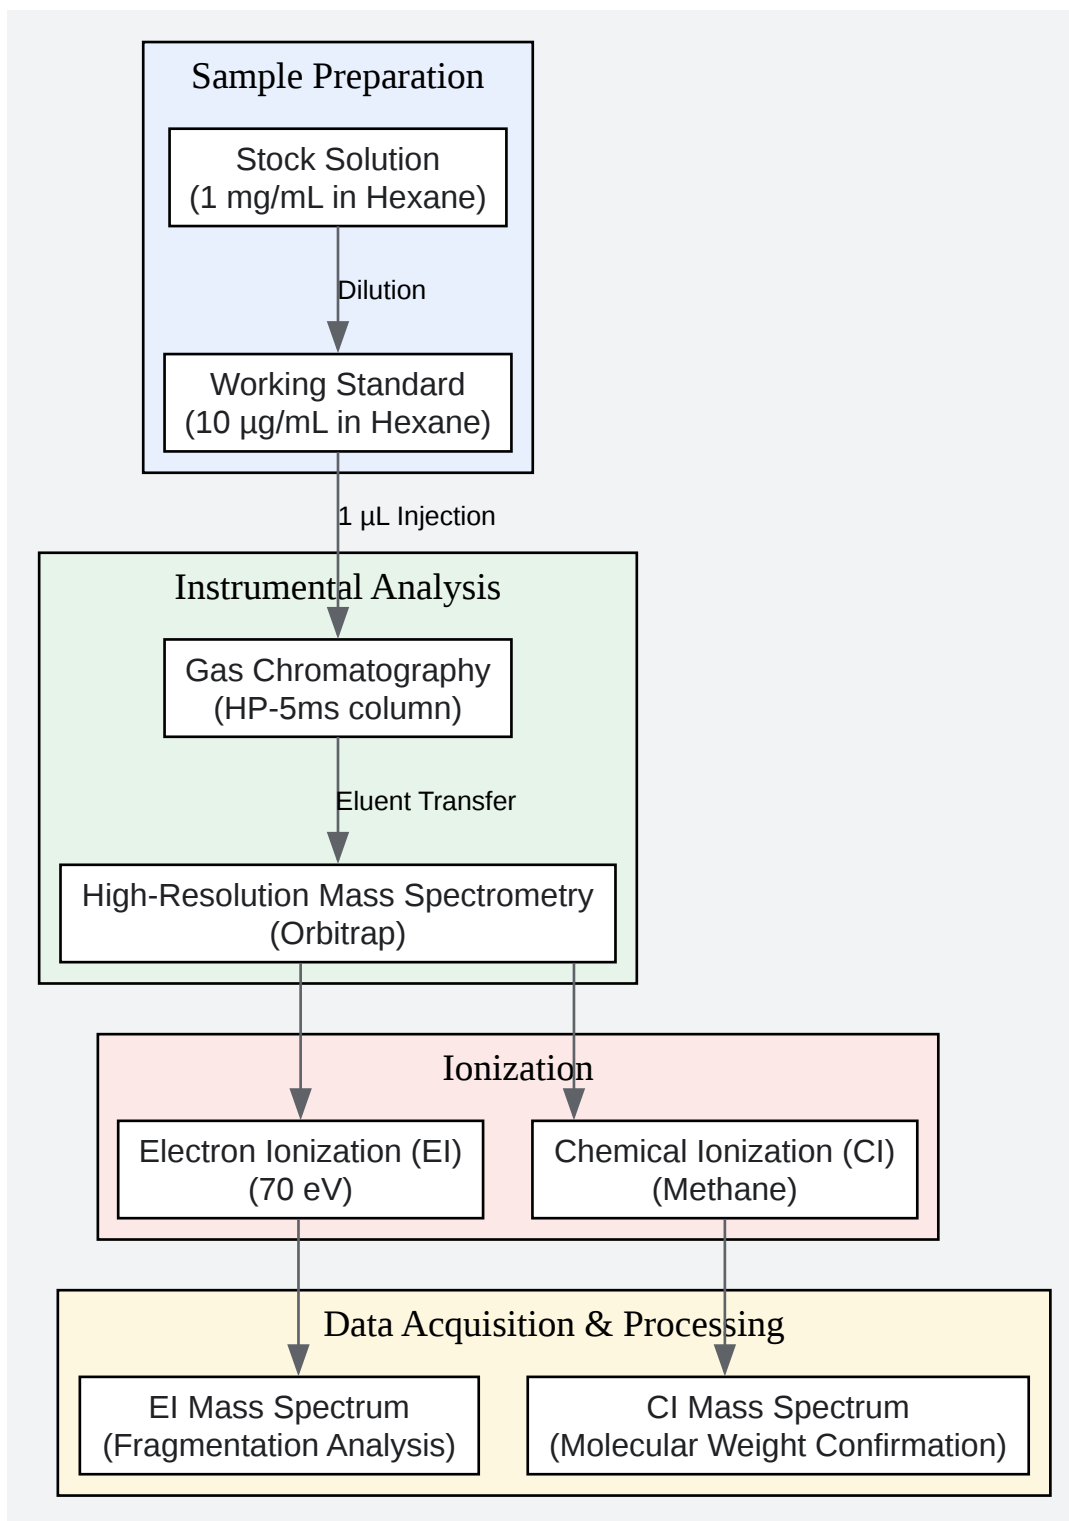 Sample Preparation
Stock Solution
(1 mg/mL in Hexane)
Dilution
Working Standard
(10 µg/mL in Hexane)
1 µL Injection
Instrumental Analysis
Gas Chromatography
(HP-5ms column)
Eluent Transfer
High-Resolution Mass Spectrometry
(Orbitrap)
Ionization
Electron Ionization (EI)
(70 eV)
Chemical Ionization (CI)
(Methane)
Data Acquisition & Processing
EI Mass Spectrum
(Fragmentation Analysis)
CI Mass Spectrum
(Molecular Weight Confirmation)